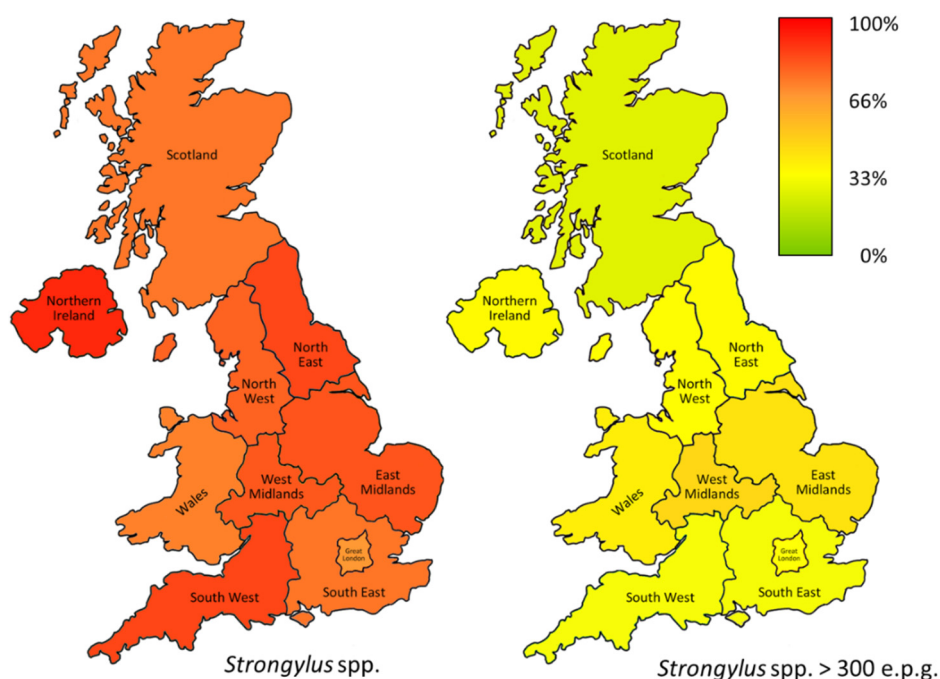 Scotland
Northern
Ireland
North
East
North
West
West
Midlands
East
Midlands
Wales
Great
London
South West
South East
Strongylus spp.
Scotland
Northern
Ireland
North
East
North
West
West
Midlands
East
Midlands
Wales
Great
London
South West
South East
Strongylus spp. > 300 e.p.g.
100%
66%
33%
0%